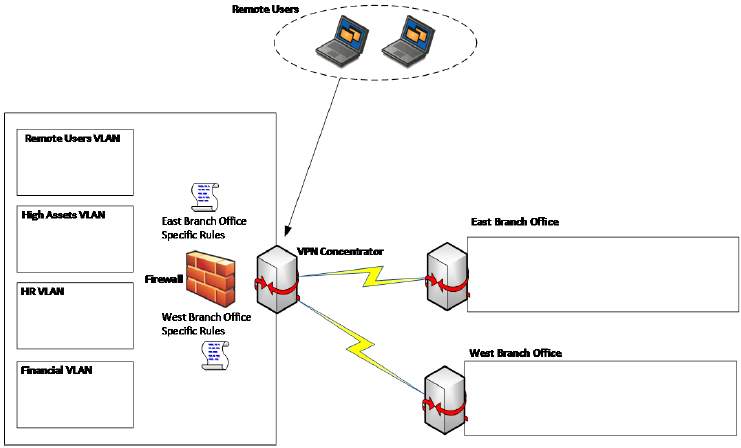 Remote Users
Remote Users VLAN
High Assets VLAN
HR VLAN
Financial VLAN
East Branch Office
Specific Rules
Firewall
West Branch Office
Specific Rules
VPN Concentrator
East Branch Office
West Branch Office